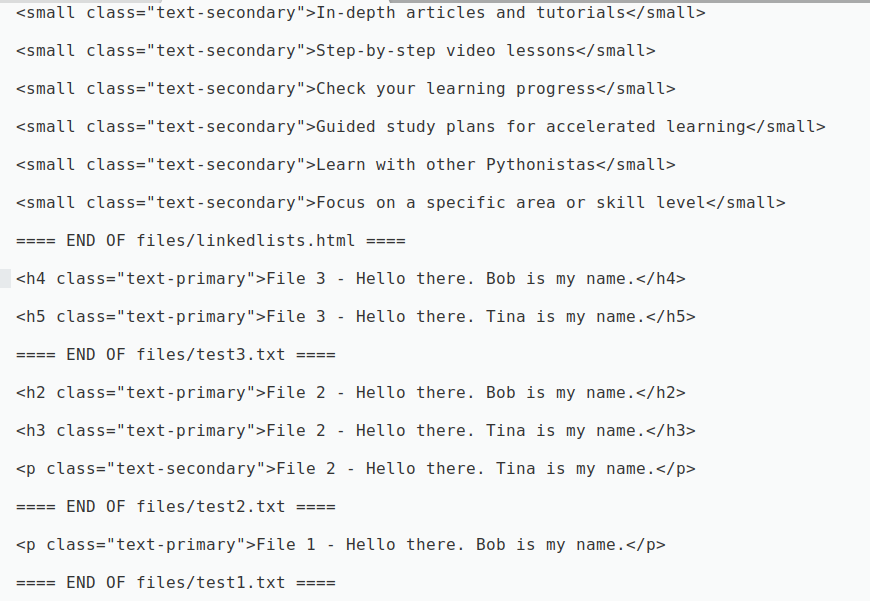 <small class="text-secondary">In-depth articles and tutorials</small>
<small class="text-secondary">Step-by-step video lessons</small>
<small class="text-secondary">Check your learning progress</small>
<small class="text-secondary">Guided study plans for accelerated learning</small>
<small class="text-secondary">Learn with other Pythonistas</small>
<small class="text-secondary">Focus on a specific area or skill level</small>
==== END OF files/linkedlists.html ====
<h4 class="text-primary">File 3 - Hello there. Bob is my name.</h4>
<h5 class="text-primary">File 3 - Hello there. Tina is my name.</h5>
==== END OF files/test3.txt ====
<h2 class="text-primary">File 2 - Hello there. Bob is my name.</h2>
<h3 class="text-primary">File 2 - Hello there. Tina is my name.</h3>
<p class="text-secondary">File 2 - Hello there. Tina is my name.</p>
==== END OF files/test2.txt ====
<p class="text-primary">File 1 - Hello there. Bob is my name.</p>
==== END OF files/test1.txt ====